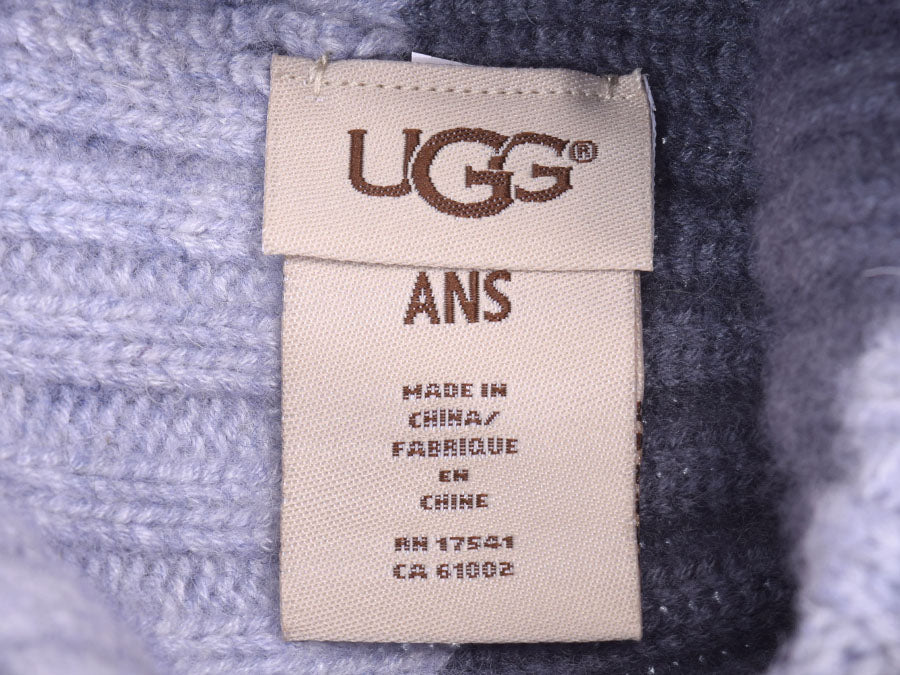 UGG®
ANS
MADE IN
CHINA/
FABRIQUE
EN
CHINE
RN 17541
CA 61002